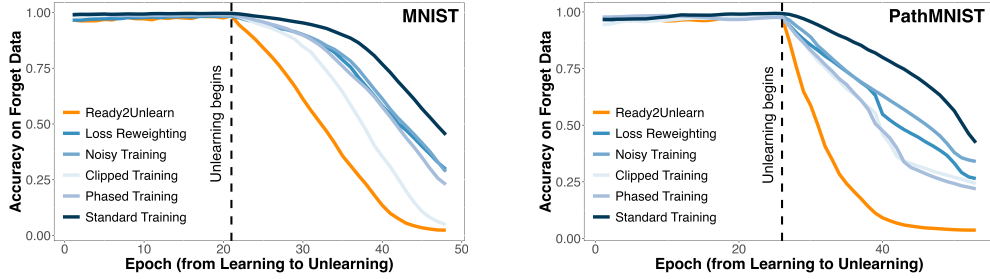 MNIST
Accuracy on Forget Data
1.00
0.75
0.50
0.25
0.00
Unlearning begins
Ready2Unlearn
Loss Reweighting
Noisy Training
Clipped Training
Phased Training
Standard Training
0
10
20
30
40
50
Epoch (from Learning to Unlearning)
PathMNIST
Accuracy on Forget Data
1.00
0.75
0.50
0.25
0.00
Unlearning begins
Ready2Unlearn
Loss Reweighting
Noisy Training
Clipped Training
Phased Training
Standard Training
0
20
40
Epoch (from Learning to Unlearning)